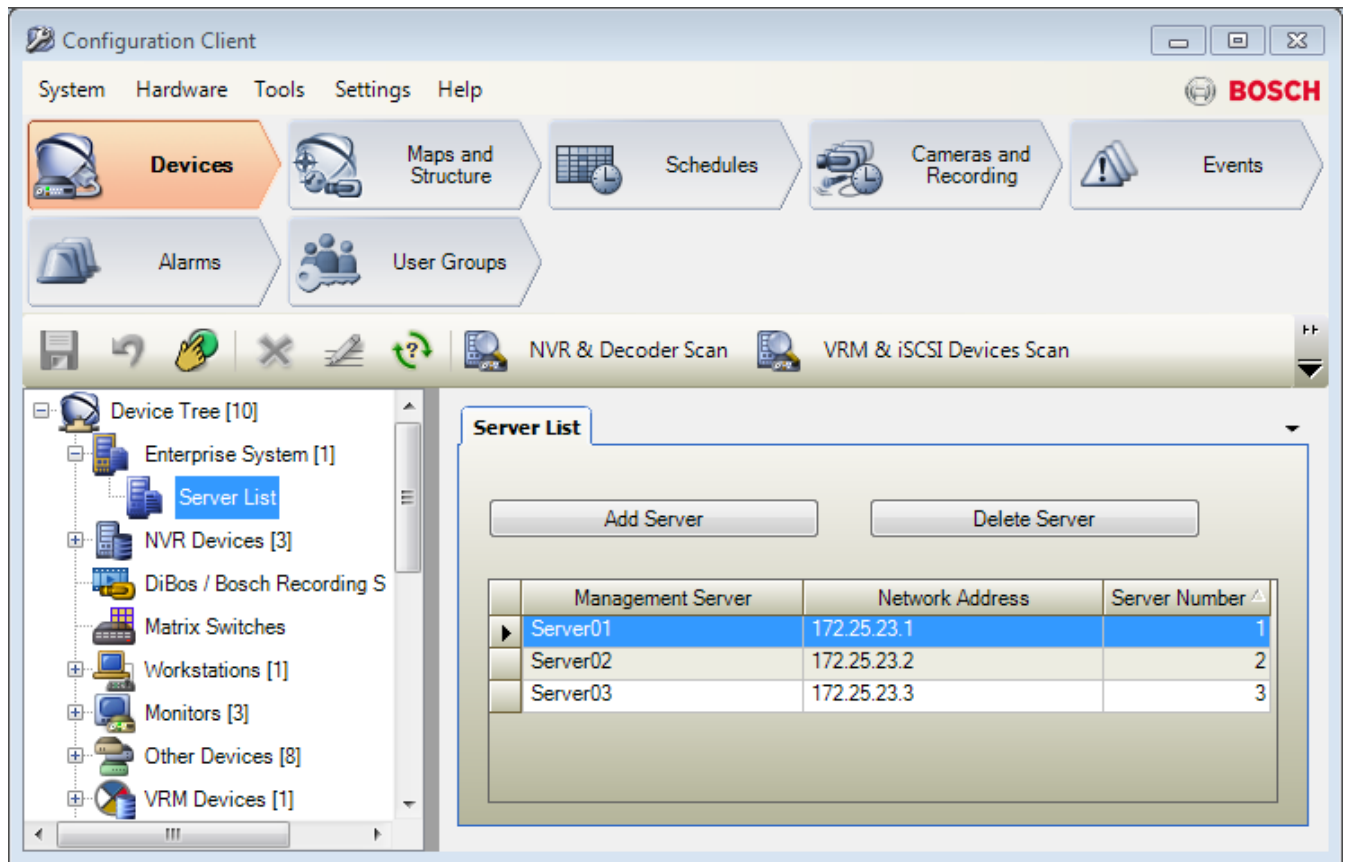 Configuration Client
System Hardware Tools Settings Help BOSCH
Devices
Maps and
Structure
Schedules
Cameras and
Recording
Events
Alarms
User Groups
NVR & Decoder Scan VRM & iSCSI Devices Scan
Device Tree [10]
Enterprise System [1]
Server List
NVR Devices [3]
DiBos / Bosch Recording S
Matrix Switches
Workstations [1]
Monitors [3]
Other Devices [8]
VRM Devices [1]
Server List
Add Server Delete Server
Management Server Network Address Server Number
Server01 172.25.23.1 1
Server02 172.25.23.2 2
Server03 172.25.23.3 3